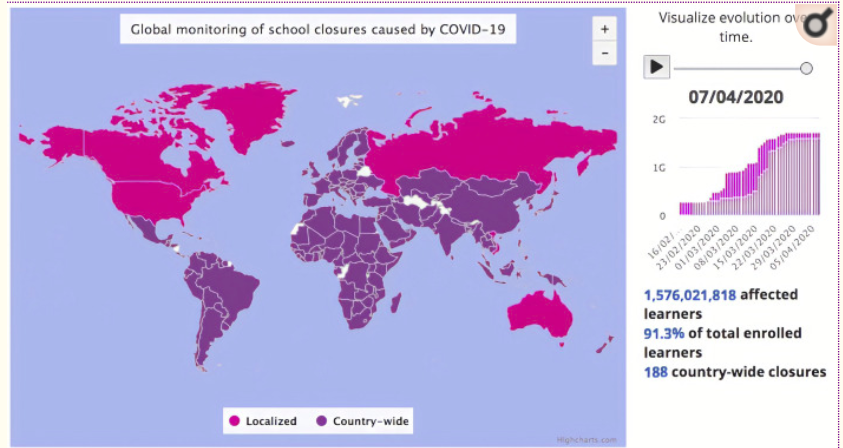 Global monitoring of school closures caused by COVID-19
+
−
Localized
Country-wide
Highcharts.com
Visualize evolution over
time.
07/04/2020
2G
1G
0
16/02/...
23/02/2020
01/03/2020
08/03/2020
15/03/2020
22/03/2020
29/03/2020
05/04/2020
1,576,021,818 affected
learners
91.3% of total enrolled
learners
188 country-wide closures